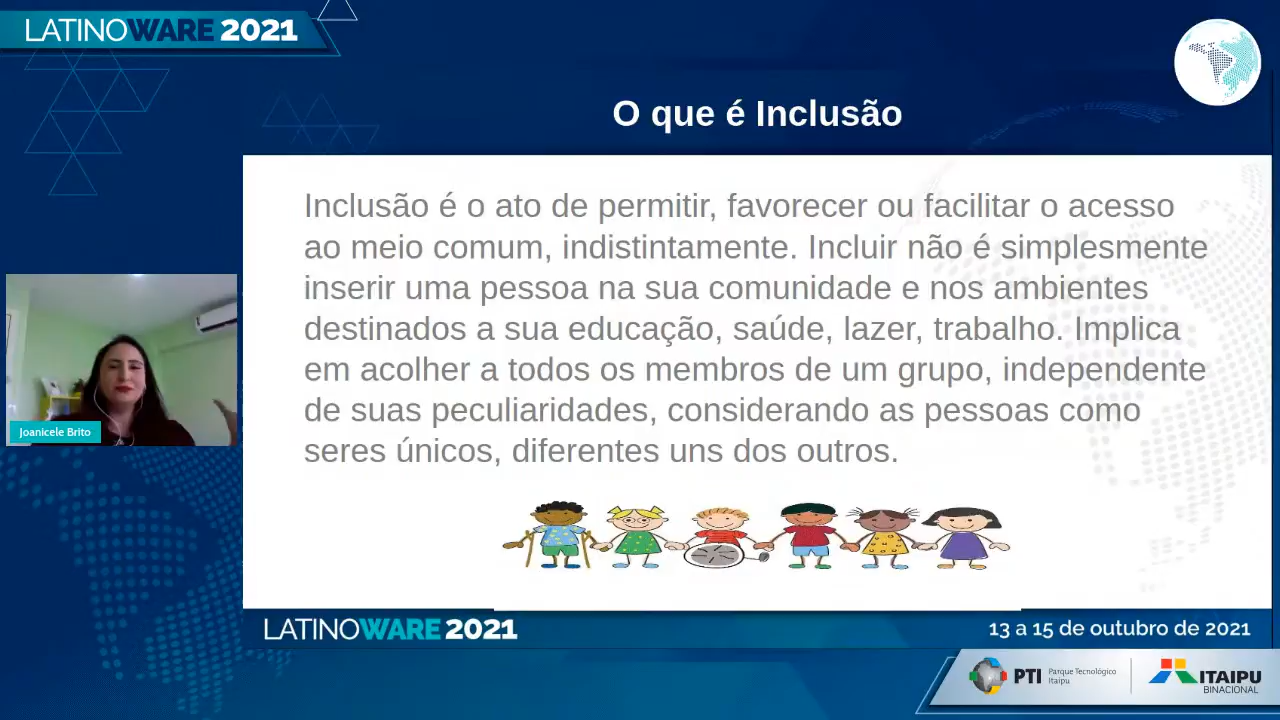 LATINOWARE 2021
O que é Inclusão
Inclusão é o ato de permitir, favorecer ou facilitar o acesso
ao meio comum, indistintamente. Incluir não é simplesmente
inserir uma pessoa na sua comunidade e nos ambientes
destinados a sua educação, saúde, lazer, trabalho. Implica
em acolher a todos os membros de um grupo, independente
de suas peculiaridades, considerando as pessoas como
seres únicos, diferentes uns dos outros.
Joanicele Brito
LATINOWARE 2021
13 a 15 de outubro de 2021
PTI
Parque Tecnológico
Itaipu
ITAIPU
BINACIONAL